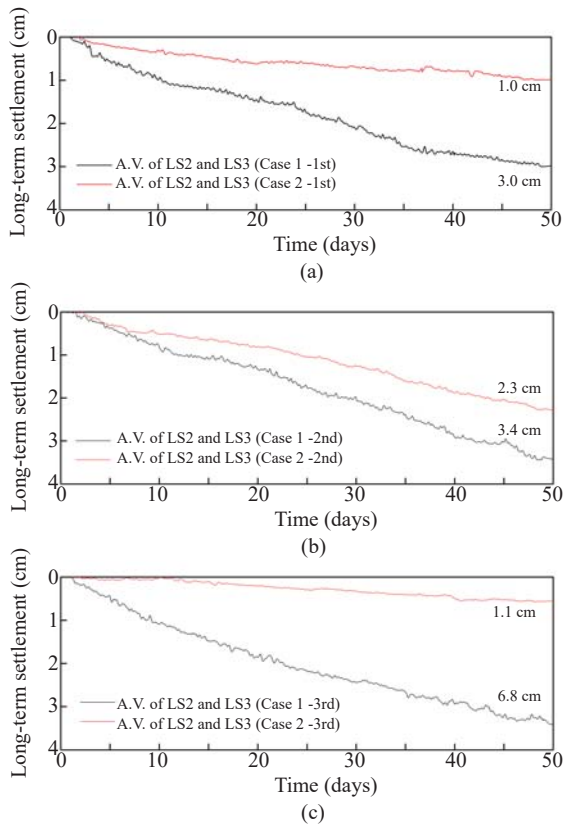 (a)
Long-term settlement (cm)
0
1
2
3
4
1.0 cm
3.0 cm
A.V. of LS2 and LS3 (Case 1 -1st)
A.V. of LS2 and LS3 (Case 2 -1st)
0 10 20 30 40 50
Time (days)
(a)
Long-term settlement (cm)
0
1
2
3
4
2.3 cm
3.4 cm
A.V. of LS2 and LS3 (Case 1 -2nd)
A.V. of LS2 and LS3 (Case 2 -2nd)
0 10 20 30 40 50
Time (days)
(b)
Long-term settlement (cm)
0
1
2
3
4
1.1 cm
6.8 cm
A.V. of LS2 and LS3 (Case 1 -3rd)
A.V. of LS2 and LS3 (Case 2 -3rd)
0 10 20 30 40 50
Time (days)
(c)